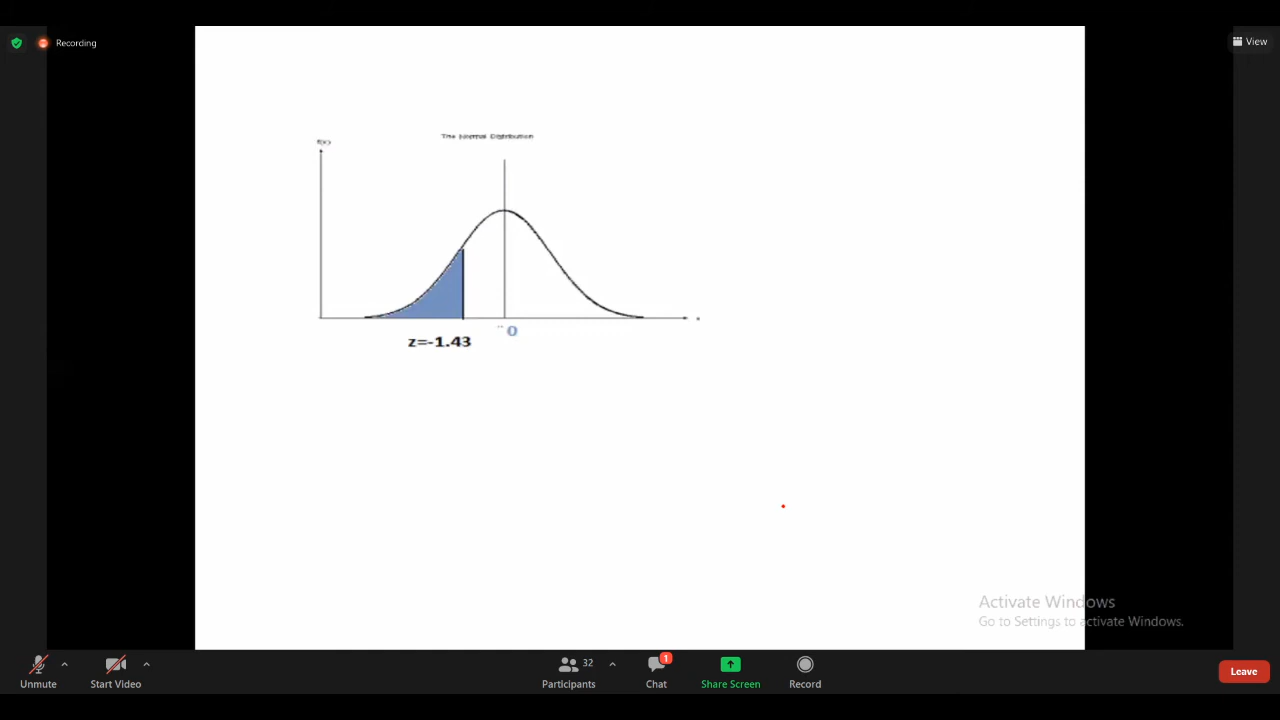 Recording
View
The Normal Distribution
f(x)
0
z=-1.43
Activate Windows
Go to Settings to activate Windows.
32
1
Unmute
Start Video
Participants
Chat
Share Screen
Record
Leave